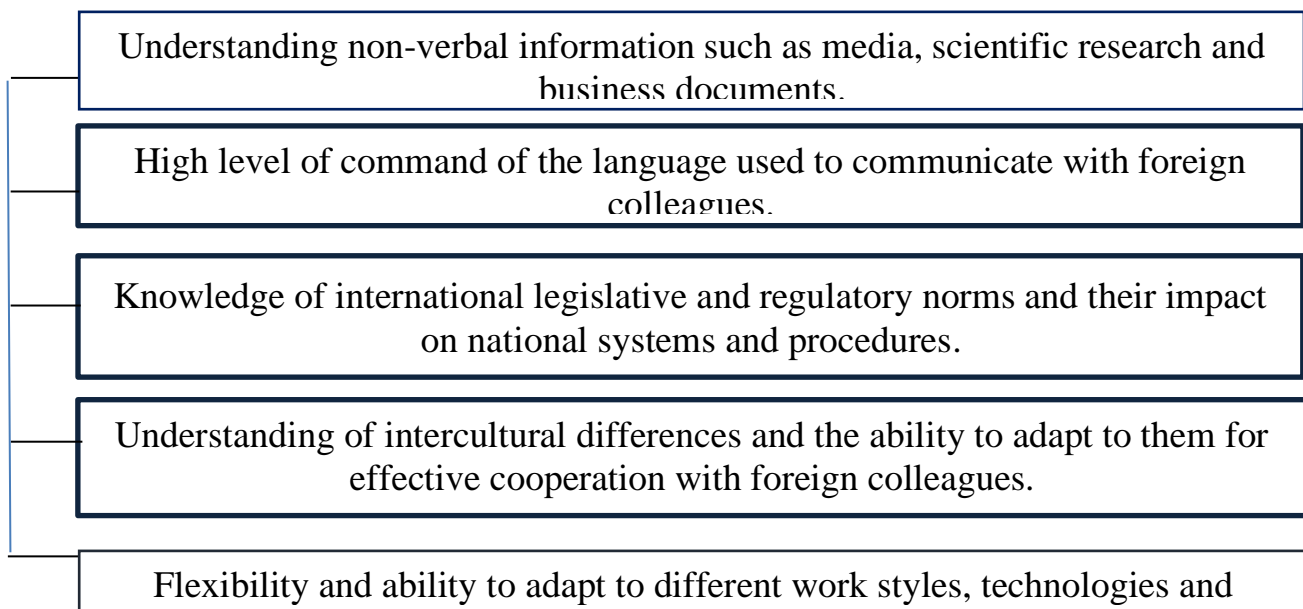 Understanding non-verbal information such as media, scientific research and
business documents.
High level of command of the language used to communicate with foreign
colleagues.
Knowledge of international legislative and regulatory norms and their impact
on national systems and procedures.
Understanding of intercultural differences and the ability to adapt to them for
effective cooperation with foreign colleagues.
Flexibility and ability to adapt to different work styles, technologies and